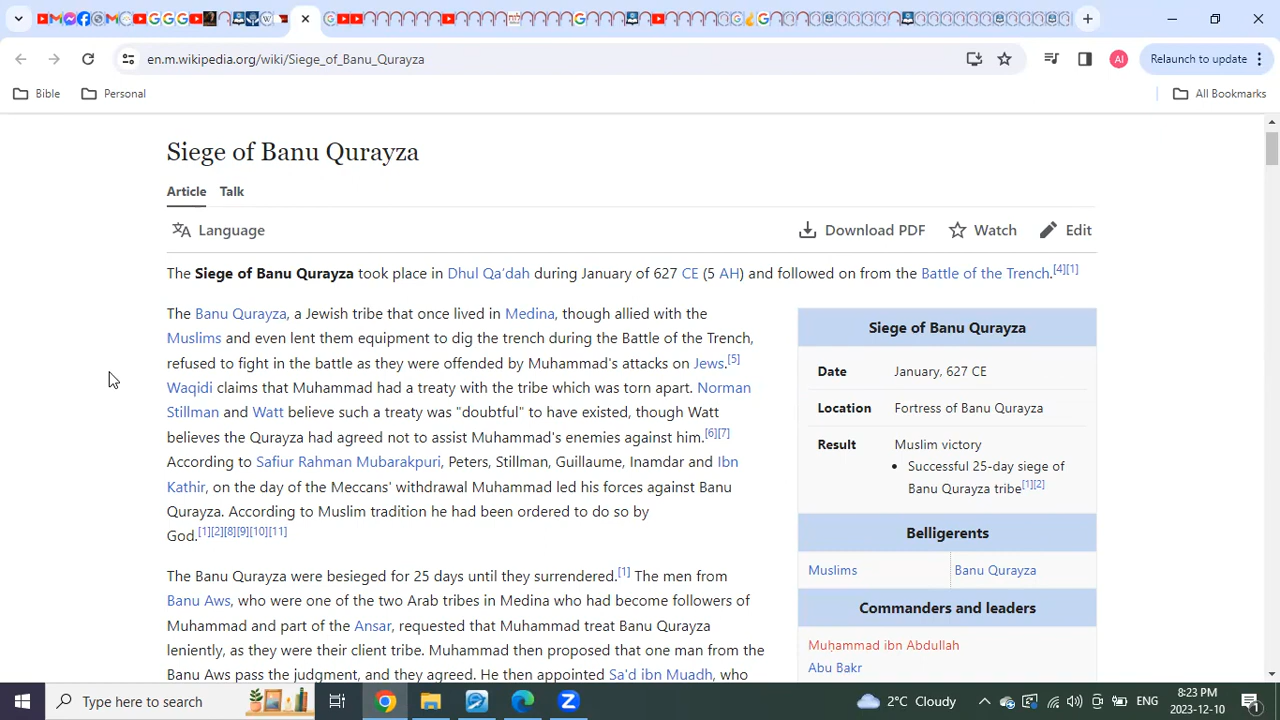 en.m.wikipedia.org/wiki/Siege_of_Banu_Qurayza
AI
Relaunch to update
Bible
Personal
All Bookmarks
Siege of Banu Qurayza
Article
Talk
Language
Download PDF
Watch
Edit
The Siege of Banu Qurayza took place in Dhul Qa'dah during January of 627 CE (5 AH) and followed on from the Battle of the Trench.[4][1]
The Banu Qurayza, a Jewish tribe that once lived in Medina, though allied with the
Muslims and even lent them equipment to dig the trench during the Battle of the Trench,
refused to fight in the battle as they were offended by Muhammad's attacks on Jews.[5]
Waqidi claims that Muhammad had a treaty with the tribe which was torn apart. Norman
Stillman and Watt believe such a treaty was "doubtful" to have existed, though Watt
believes the Qurayza had agreed not to assist Muhammad's enemies against him.[6][7]
According to Safiur Rahman Mubarakpuri, Peters, Stillman, Guillaume, Inamdar and Ibn
Kathir, on the day of the Meccans' withdrawal Muhammad led his forces against Banu
Qurayza. According to Muslim tradition he had been ordered to do so by
God.[1][2][8][9][10][11]
The Banu Qurayza were besieged for 25 days until they surrendered.[1] The men from
Banu Aws, who were one of the two Arab tribes in Medina who had become followers of
Muhammad and part of the Ansar, requested that Muhammad treat Banu Qurayza
leniently, as they were their client tribe. Muhammad then proposed that one man from the
Banu Aws pass the judgment, and they agreed. He then appointed Sa'd ibn Muadh, who
Siege of Banu Qurayza
Date January, 627 CE
Location Fortress of Banu Qurayza
Result Muslim victory
• Successful 25-day siege of
Banu Qurayza tribe[1][2]
Belligerents
Muslims
Banu Qurayza
Commanders and leaders
Muḥammad ibn Abdullah
Abu Bakr
Type here to search
2°C Cloudy
ENG
8:23 PM
2023-12-10
1